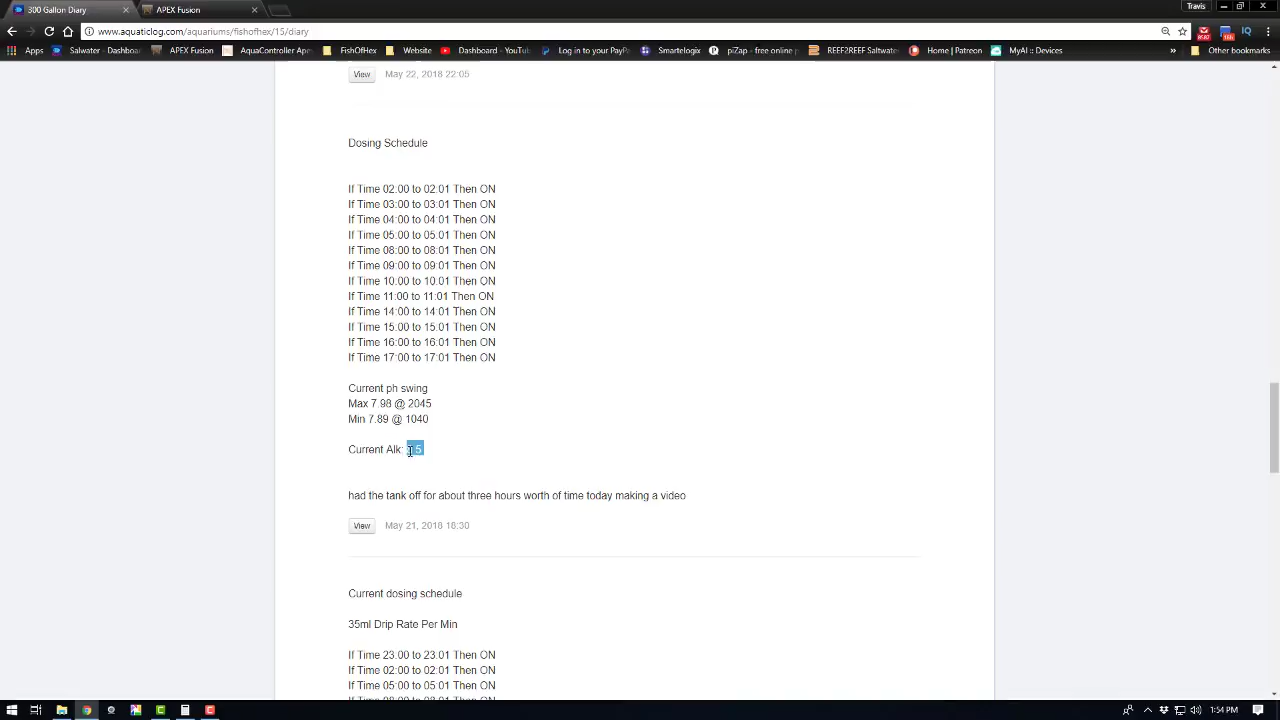 300 Gallon Diary
APEX Fusion
Travis
www.aquaticlog.com/aquariums/fishofhex/15/diary
Apps
Salwater - Dashboa
APEX Fusion
AquaController App
FishOfHex
Website
Dashboard - YouTu
Log in to your PayP
Smartelogix
piZap - free online p
REEF2REEF Saltwate
Home | Patreon
MyAI :: Devices
»
Other bookmarks
View
May 22, 2018 22:05
Dosing Schedule
If Time 02:00 to 02:01 Then ON
If Time 03:00 to 03:01 Then ON
If Time 04:00 to 04:01 Then ON
If Time 05:00 to 05:01 Then ON
If Time 08:00 to 08:01 Then ON
If Time 09:00 to 09:01 Then ON
If Time 10:00 to 10:01 Then ON
If Time 11:00 to 11:01 Then ON
If Time 14:00 to 14:01 Then ON
If Time 15:00 to 15:01 Then ON
If Time 16:00 to 16:01 Then ON
If Time 17:00 to 17:01 Then ON
Current ph swing
Max 7.98 @ 2045
Min 7.89 @ 1040
Current Alk:
had the tank off for about three hours worth of time today making a video
View
May 21, 2018 18:30
Current dosing schedule
35ml Drip Rate Per Min
If Time 23:00 to 23:01 Then ON
If Time 02:00 to 02:01 Then ON
If Time 05:00 to 05:01 Then ON
1:54 PM